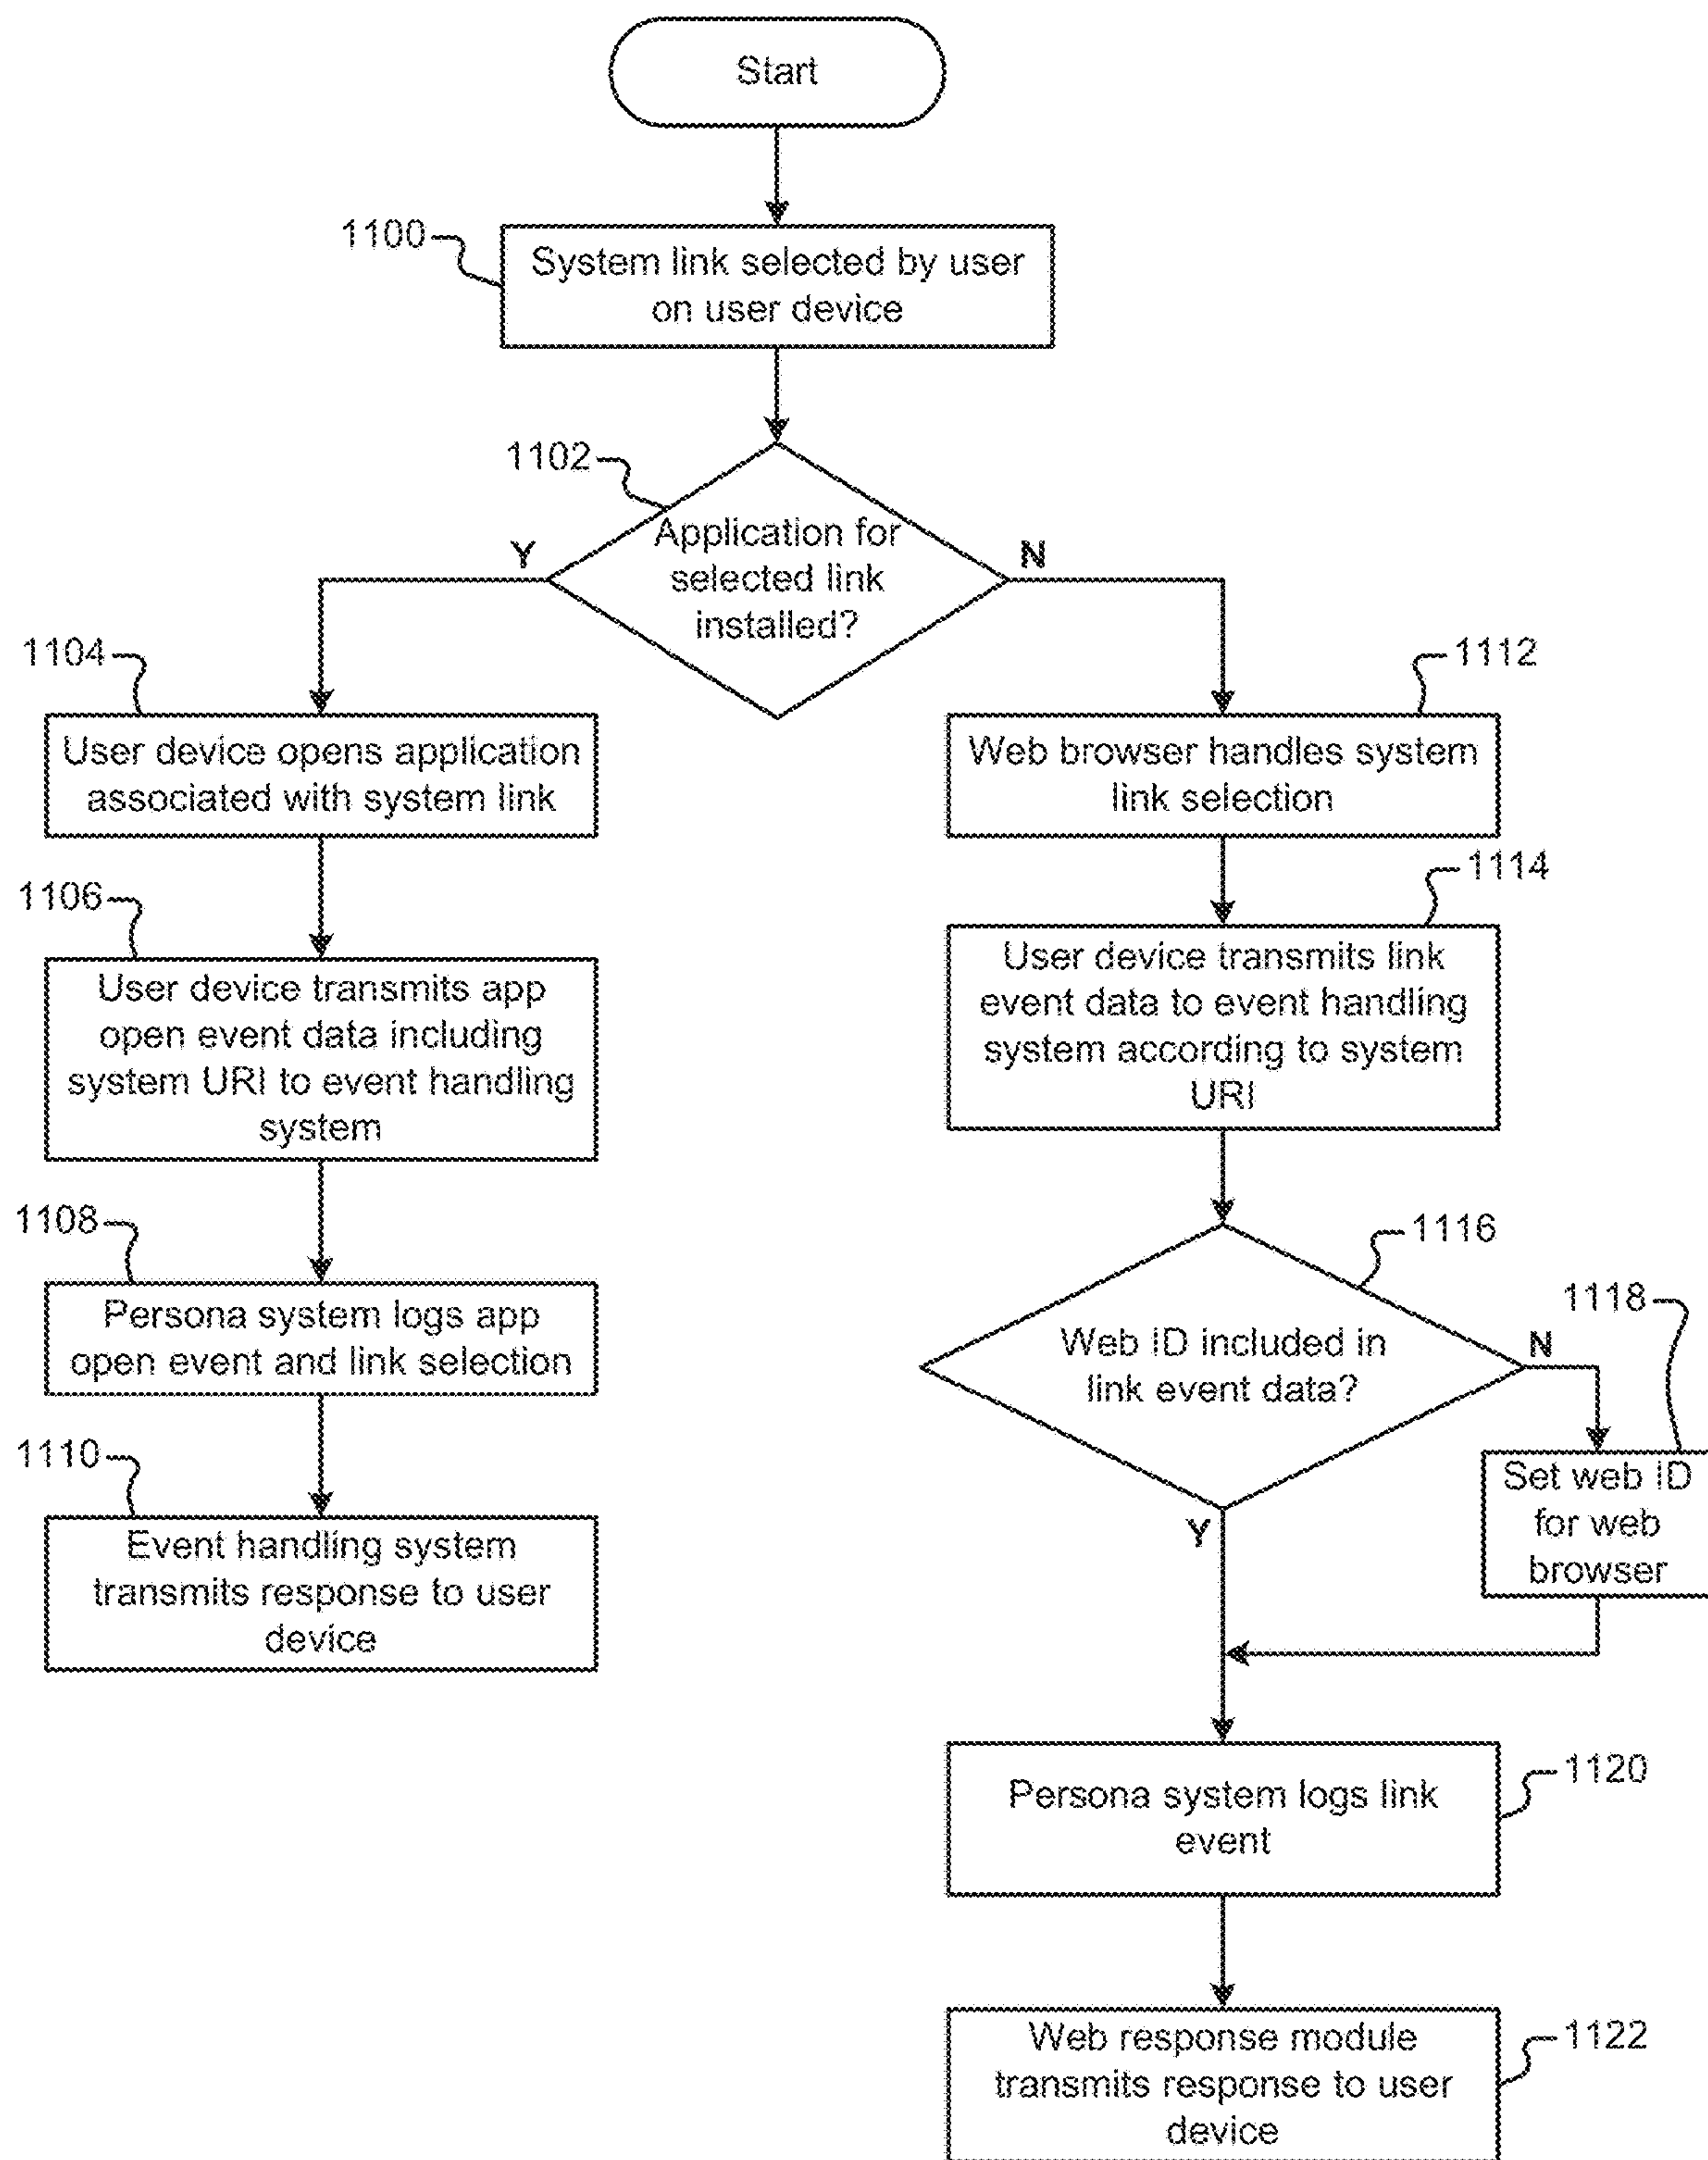 Start
1100
System link selected by user
on user device
1102
Application for
selected link
installed?
Y
N
1104
User device opens application
associated with system link
1106
User device transmits app
open event data including
system URI to event handling
system
1108
Persona system logs app
open event and link selection
1110
Event handling system
transmits response to user
device
1112
Web browser handles system
link selection
1114
User device transmits link
event data to event handling
system according to system
URI
1116
Web ID included in
link event data?
N
Y
1118
Set web ID
for web
browser
1120
Persona system logs link
event
1122
Web response module
transmits response to user
device